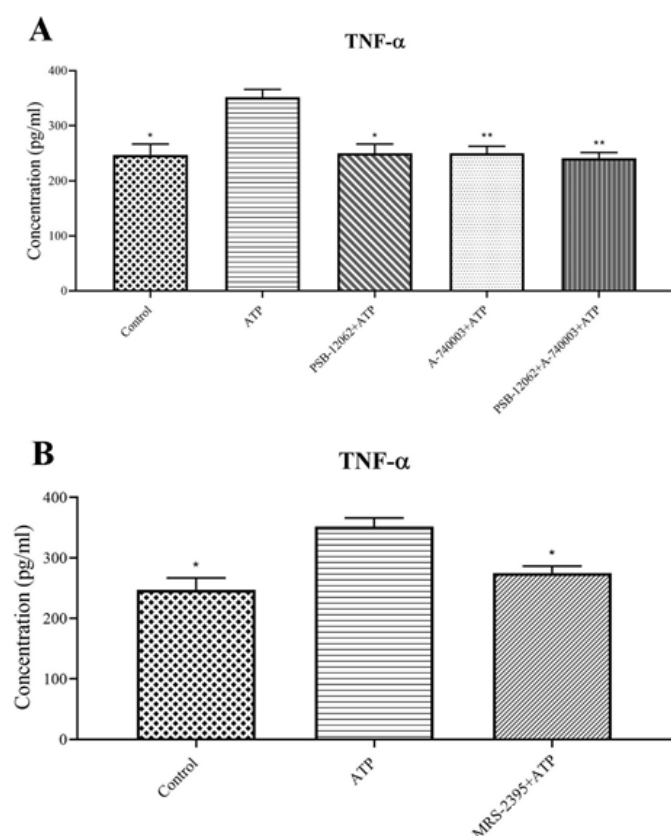 A
TNF-α
Concentration (pg/ml)
400
300
200
100
0
*
*
**
**
Control
ATP
PSB-12062+ATP
A-740003+ATP
PSB-12062+A-740003+ATP
B
TNF-α
Concentration (pg/ml)
400
300
200
100
0
*
*
Control
ATP
MRS-2395+ATP